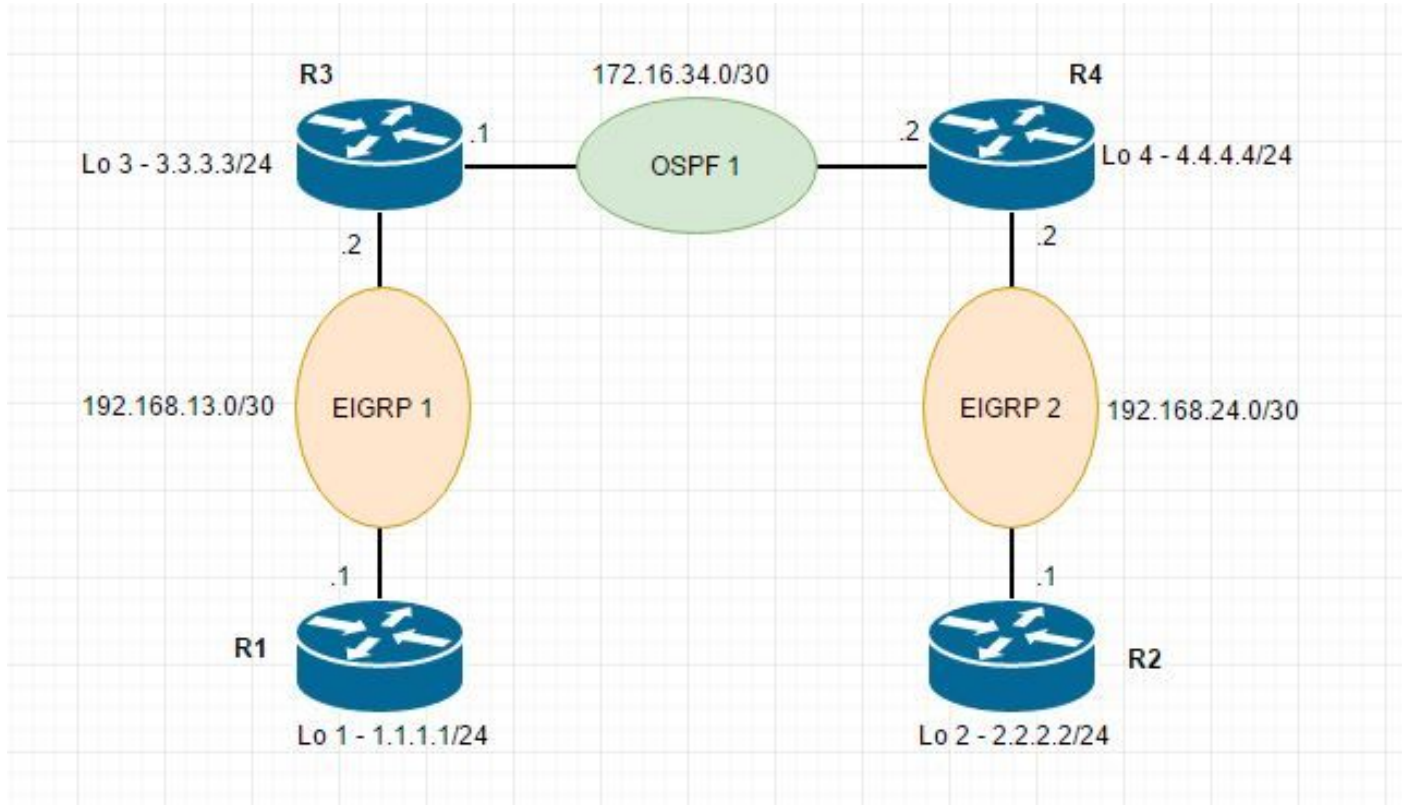 R3
172.16.34.0/30
R4
.1
.2
Lo 3 - 3.3.3.3/24
OSPF 1
Lo 4 - 4.4.4.4/24
.2
.2
192.168.13.0/30
EIGRP 1
EIGRP 2
192.168.24.0/30
.1
.1
R1
R2
Lo 1 - 1.1.1.1/24
Lo 2 - 2.2.2.2/24